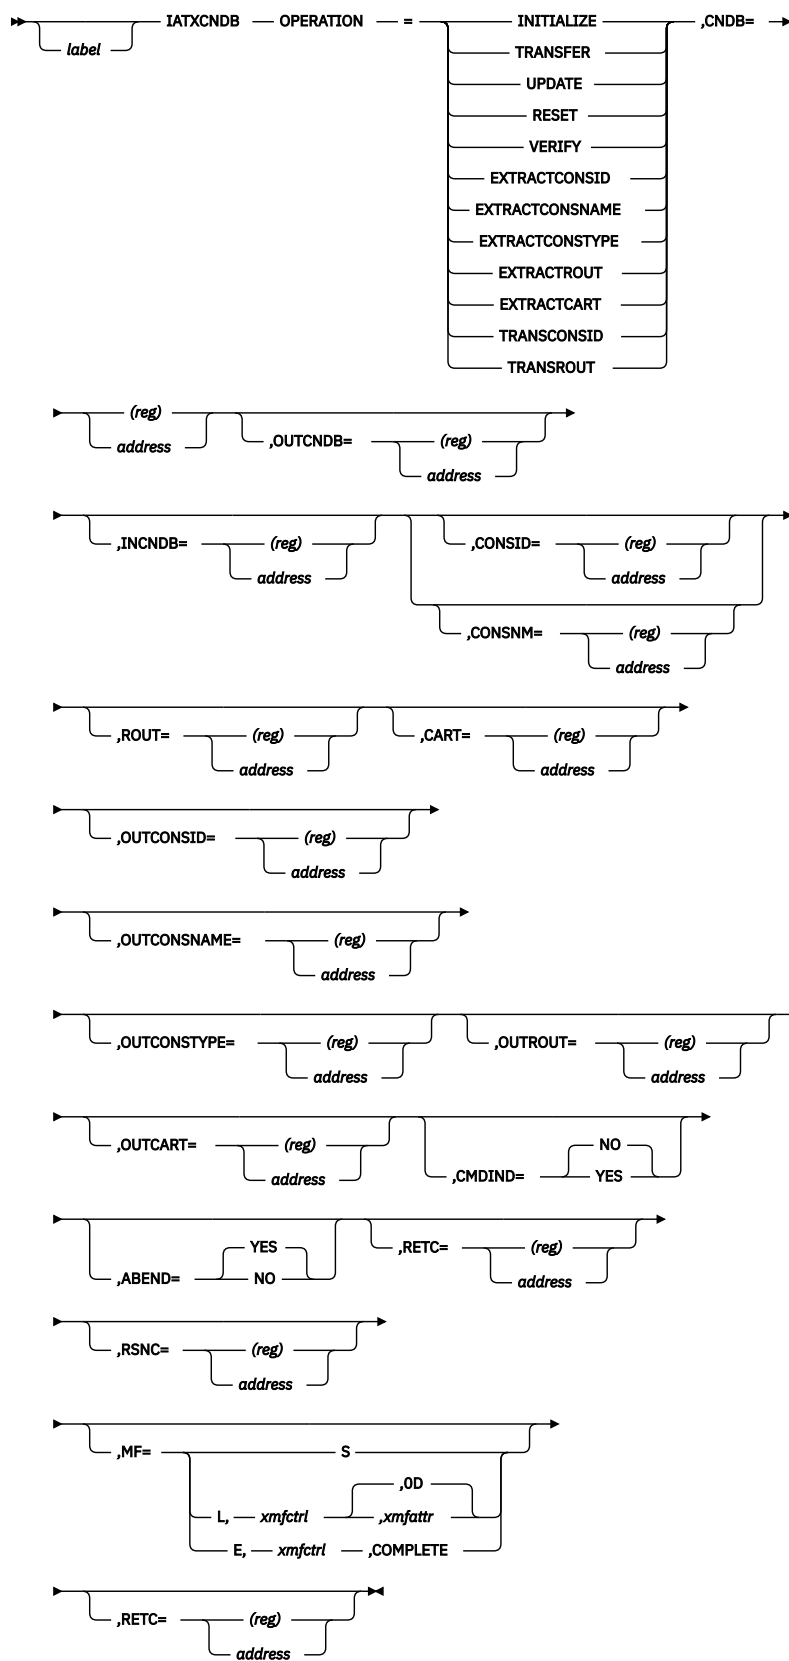 IATXCNDB OPERATION = INITIALIZE ,CNDB=
label
TRANSFER
UPDATE
RESET
VERIFY
EXTRACTCONSID
EXTRACTCONSNAME
EXTRACTCONSTYPE
EXTRACTROUT
EXTRACTCART
TRANSCONSID
TRANSROUT
(reg)
address
,OUTCNDB= (reg)
address
,INCNDB= (reg)
address
,CONSID= (reg)
address
,CONSNM= (reg)
address
,ROUT= (reg)
address
,CART= (reg)
address
,OUTCONSID= (reg)
address
,OUTCONSNAME= (reg)
address
,OUTCONSTYPE= (reg)
address
,OUTROUT= (reg)
address
,OUTCART= (reg)
address
NO
,CMDIND= YES
YES
,ABEND= NO
,RETC= (reg)
address
,RSNC= (reg)
address
,MF= S
,0D
L, xmfctrl ,xmfattr
E, xmfctrl ,COMPLETE
,RETC= (reg)
address